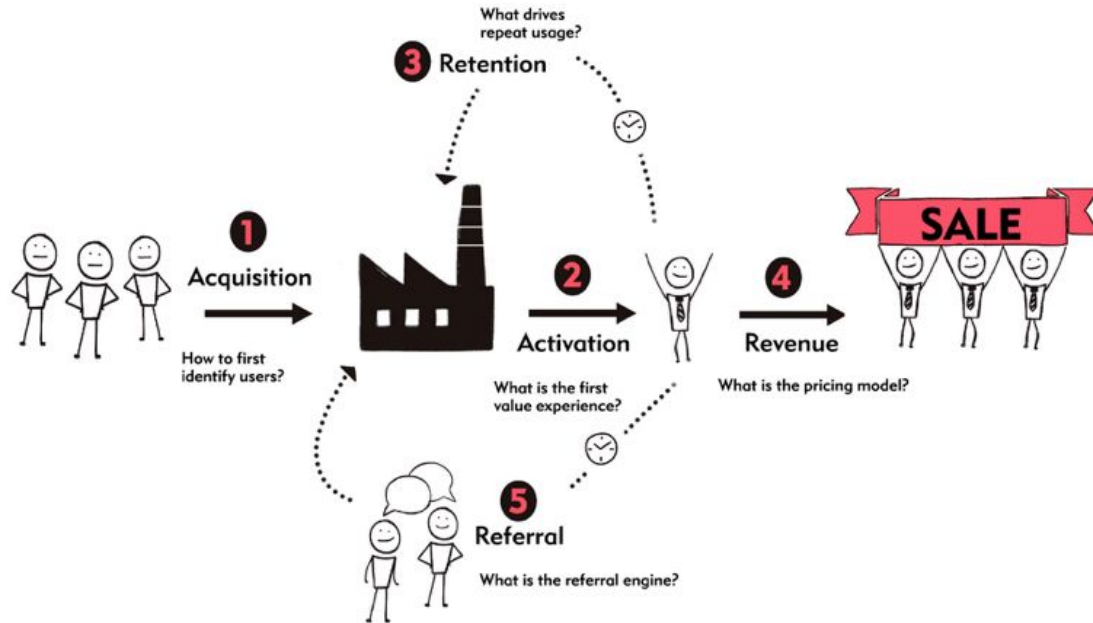 What drives
repeat usage?
3 Retention
1
Acquisition
How to first
identify users?
2
Activation
What is the first
value experience?
4
Revenue
What is the pricing model?
SALE
5
Referral
What is the referral engine?